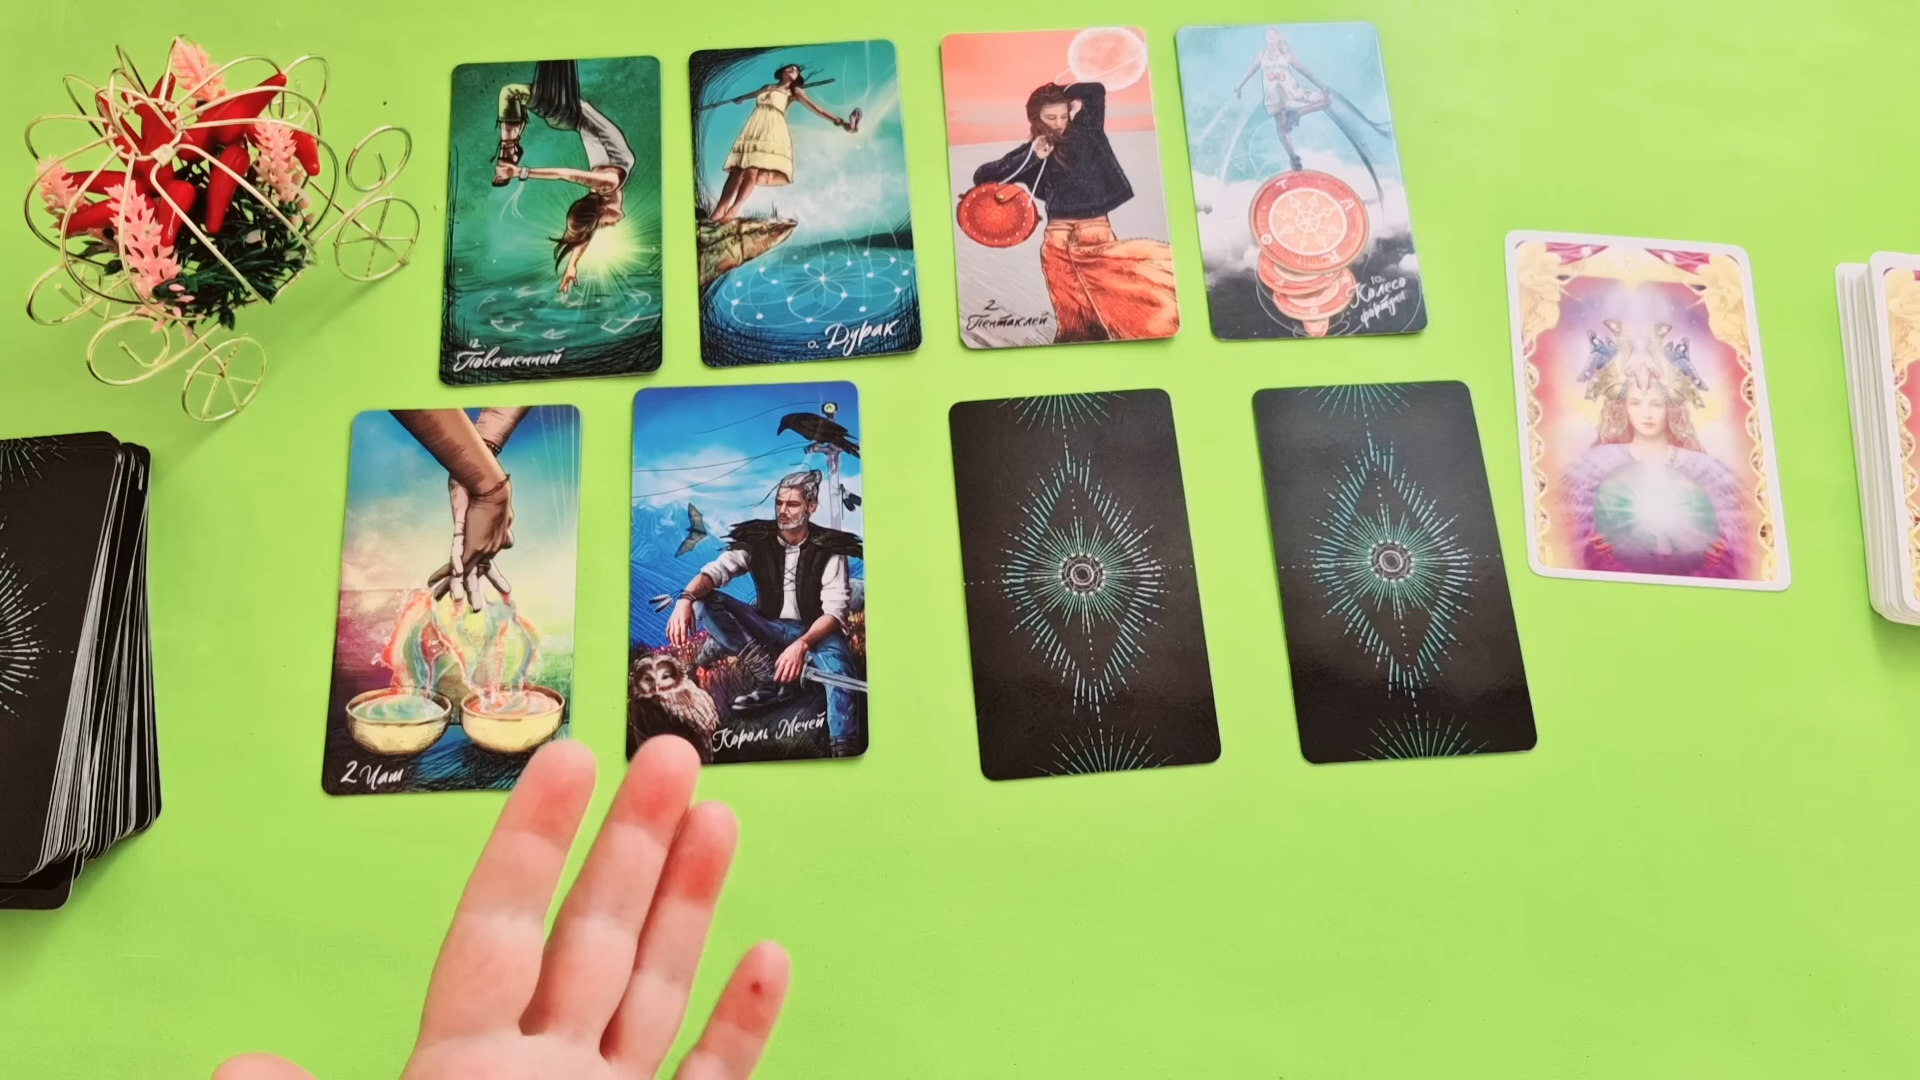 12.
Повешенный
0. Дурак
2
Пентаклей
Т А Р О
10.
Колесо
фортуны
2 Чаш
Король Мечей